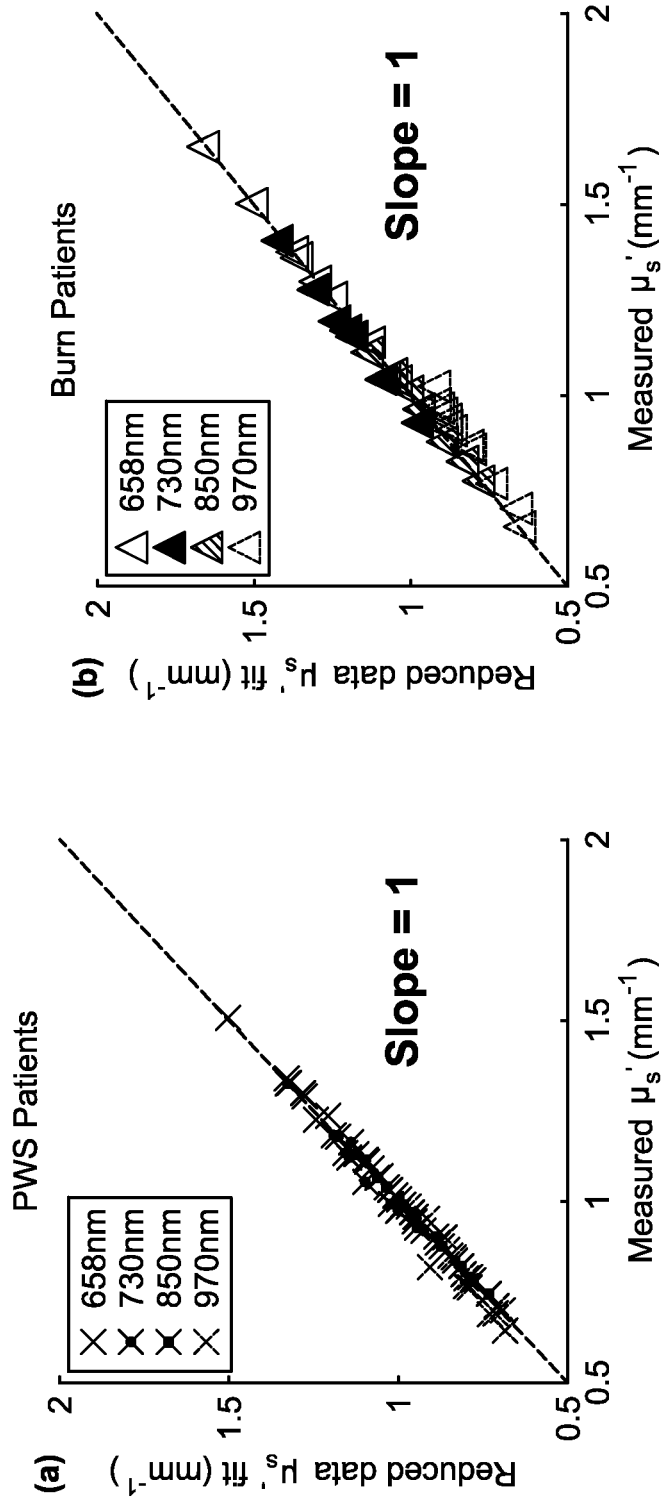 (a)
PWS Patients
658nm
730nm
850nm
970nm
2
1.5
1
0.5
Reduced data μs' fit (mm-1)
Slope = 1
0.5
1
1.5
2
Measured μs' (mm-1)
(b)
Burn Patients
658nm
730nm
850nm
970nm
2
1.5
1
0.5
Reduced data μs' fit (mm-1)
Slope = 1
0.5
1
1.5
2
Measured μs' (mm-1)